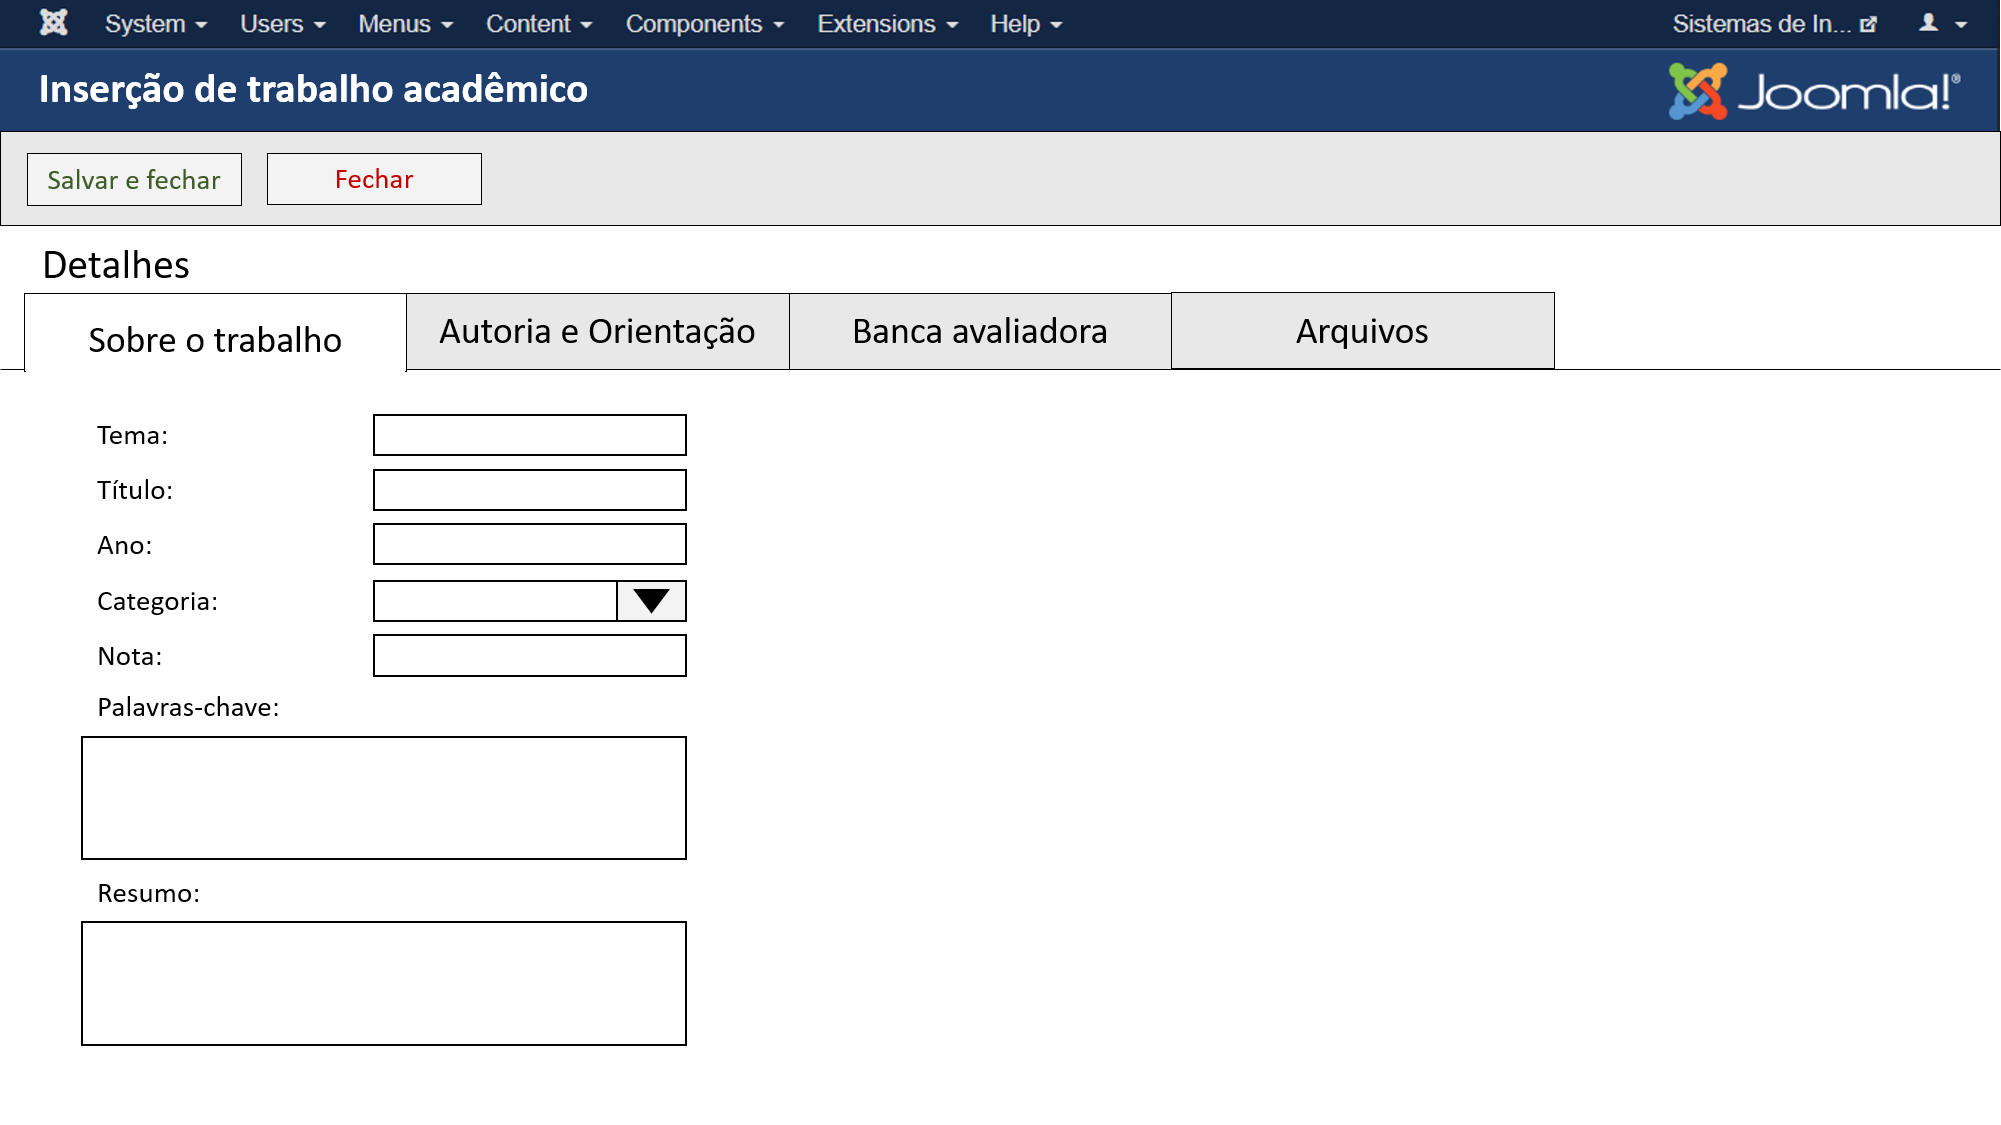 System Users Menus Content Components Extensions Help Sistemas de In...
Inserção de trabalho acadêmico Joomla!®
Salvar e fechar Fechar
Detalhes
Sobre o trabalho Autoria e Orientação Banca avaliadora Arquivos
Tema:
Título:
Ano:
Categoria:
Nota:
Palavras-chave:
Resumo: